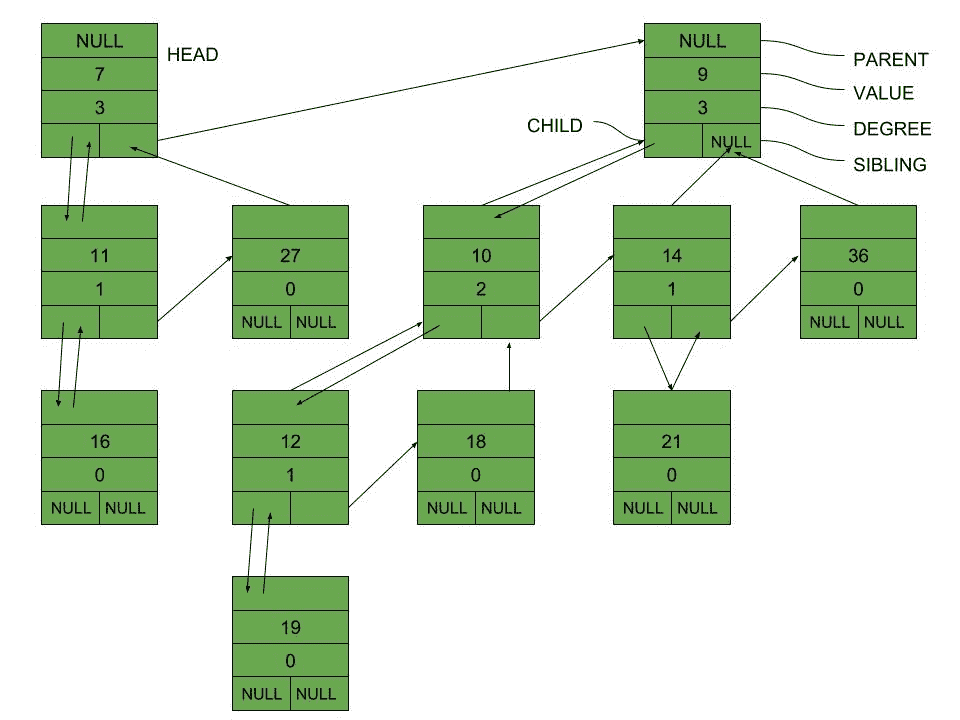 NULL
7
3
HEAD
NULL
9
3
NULL
CHILD
PARENT
VALUE
DEGREE
SIBLING
11
1
27
0
NULL NULL
10
2
14
1
36
0
NULL NULL
16
0
NULL NULL
12
1
18
0
NULL NULL
21
0
NULL NULL
19
0
NULL NULL